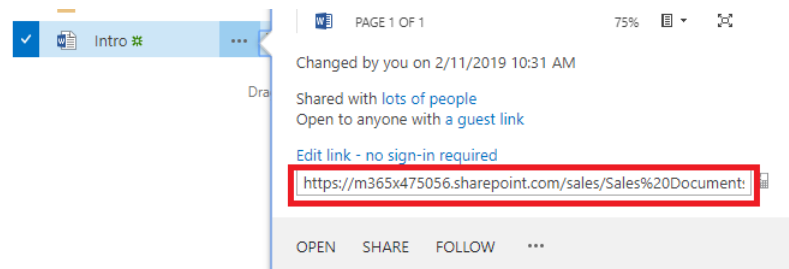 PAGE 1 OF 1 75%
Intro
Changed by you on 2/11/2019 10:31 AM
Dra
Shared with lots of people
Open to anyone with a guest link
Edit link - no sign-in required
https://m365x475056.sharepoint.com/sales/Sales%20Documents
OPEN SHARE FOLLOW ...